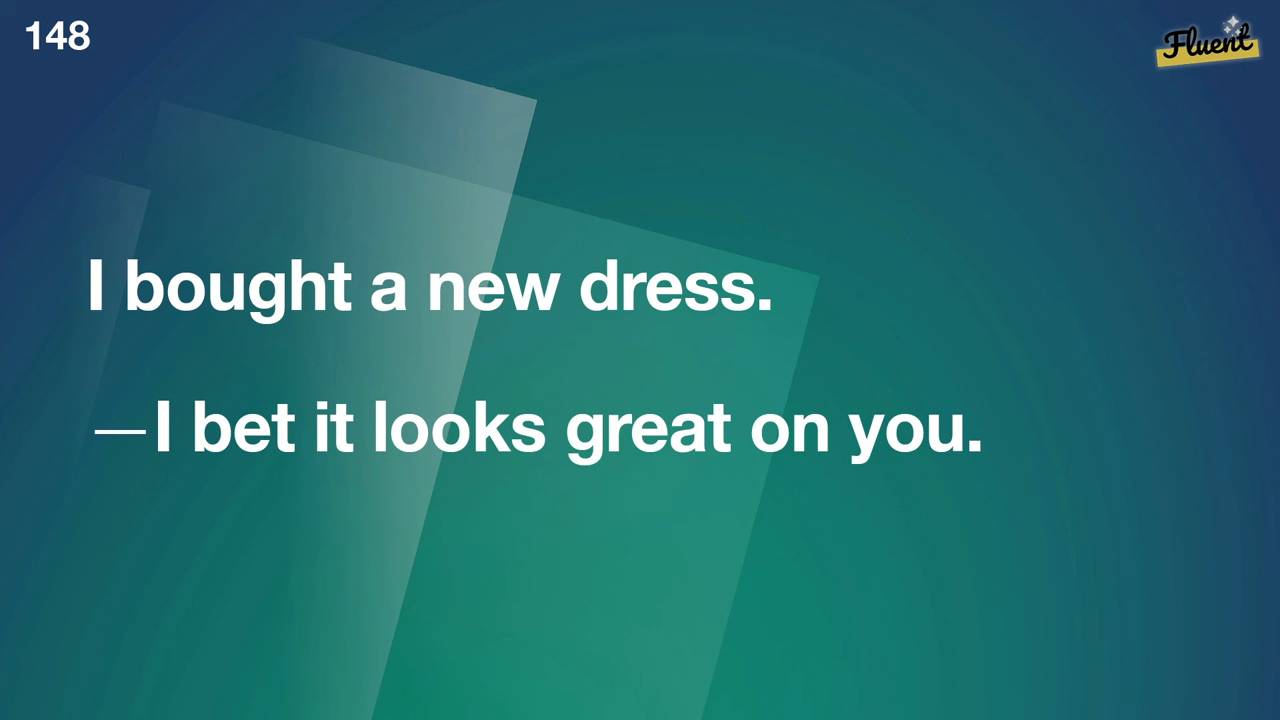 148
Fluent
I bought a new dress.
—I bet it looks great on you.